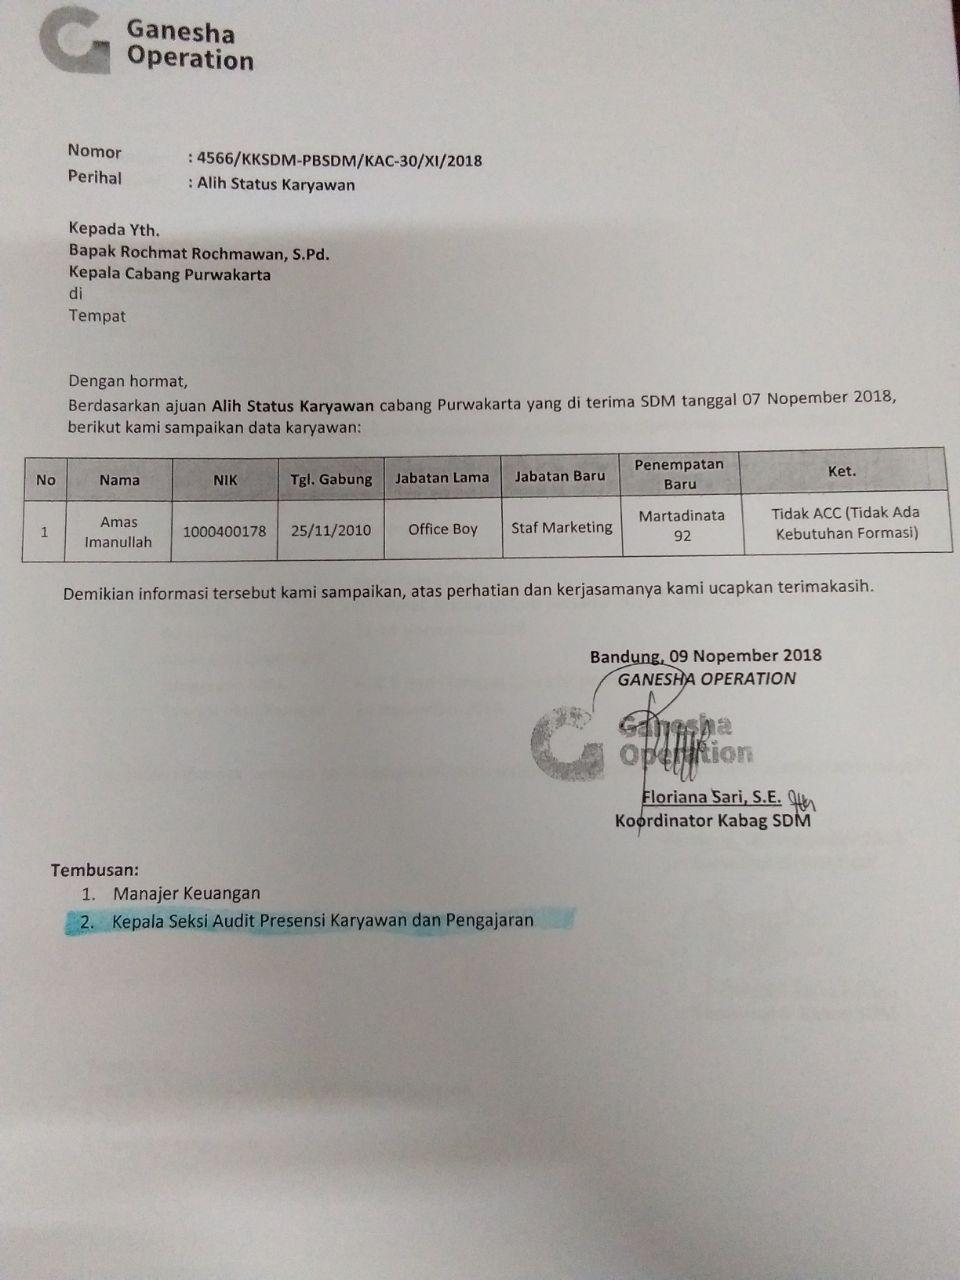 Ganesha
Operation
Nomor : 4566/KKSDM-PBSDM/KAC-30/XI/2018
Perihal : Alih Status Karyawan
Kepada Yth.
Bapak Rochmat Rochmawan, S.Pd.
Kepala Cabang Purwakarta
di
Tempat
Dengan hormat,
Berdasarkan ajuan Alih Status Karyawan cabang Purwakarta yang di terima SDM tanggal 07 Nopember 2018,
berikut kami sampaikan data karyawan:
No Nama NIK Tgl. Gabung Jabatan Lama Jabatan Baru Penempatan Baru Ket.
1 Amas Imanullah 1000400178 25/11/2010 Office Boy Staf Marketing Martadinata 92 Tidak ACC (Tidak Ada Kebutuhan Formasi)
Demikian informasi tersebut kami sampaikan, atas perhatian dan kerjasamanya kami ucapkan terimakasih.
Bandung, 09 Nopember 2018
GANESHA OPERATION
Ganesha
Operation
Floriana Sari, S.E.
Koordinator Kabag SDM
Tembusan:
1. Manajer Keuangan
2. Kepala Seksi Audit Presensi Karyawan dan Pengajaran